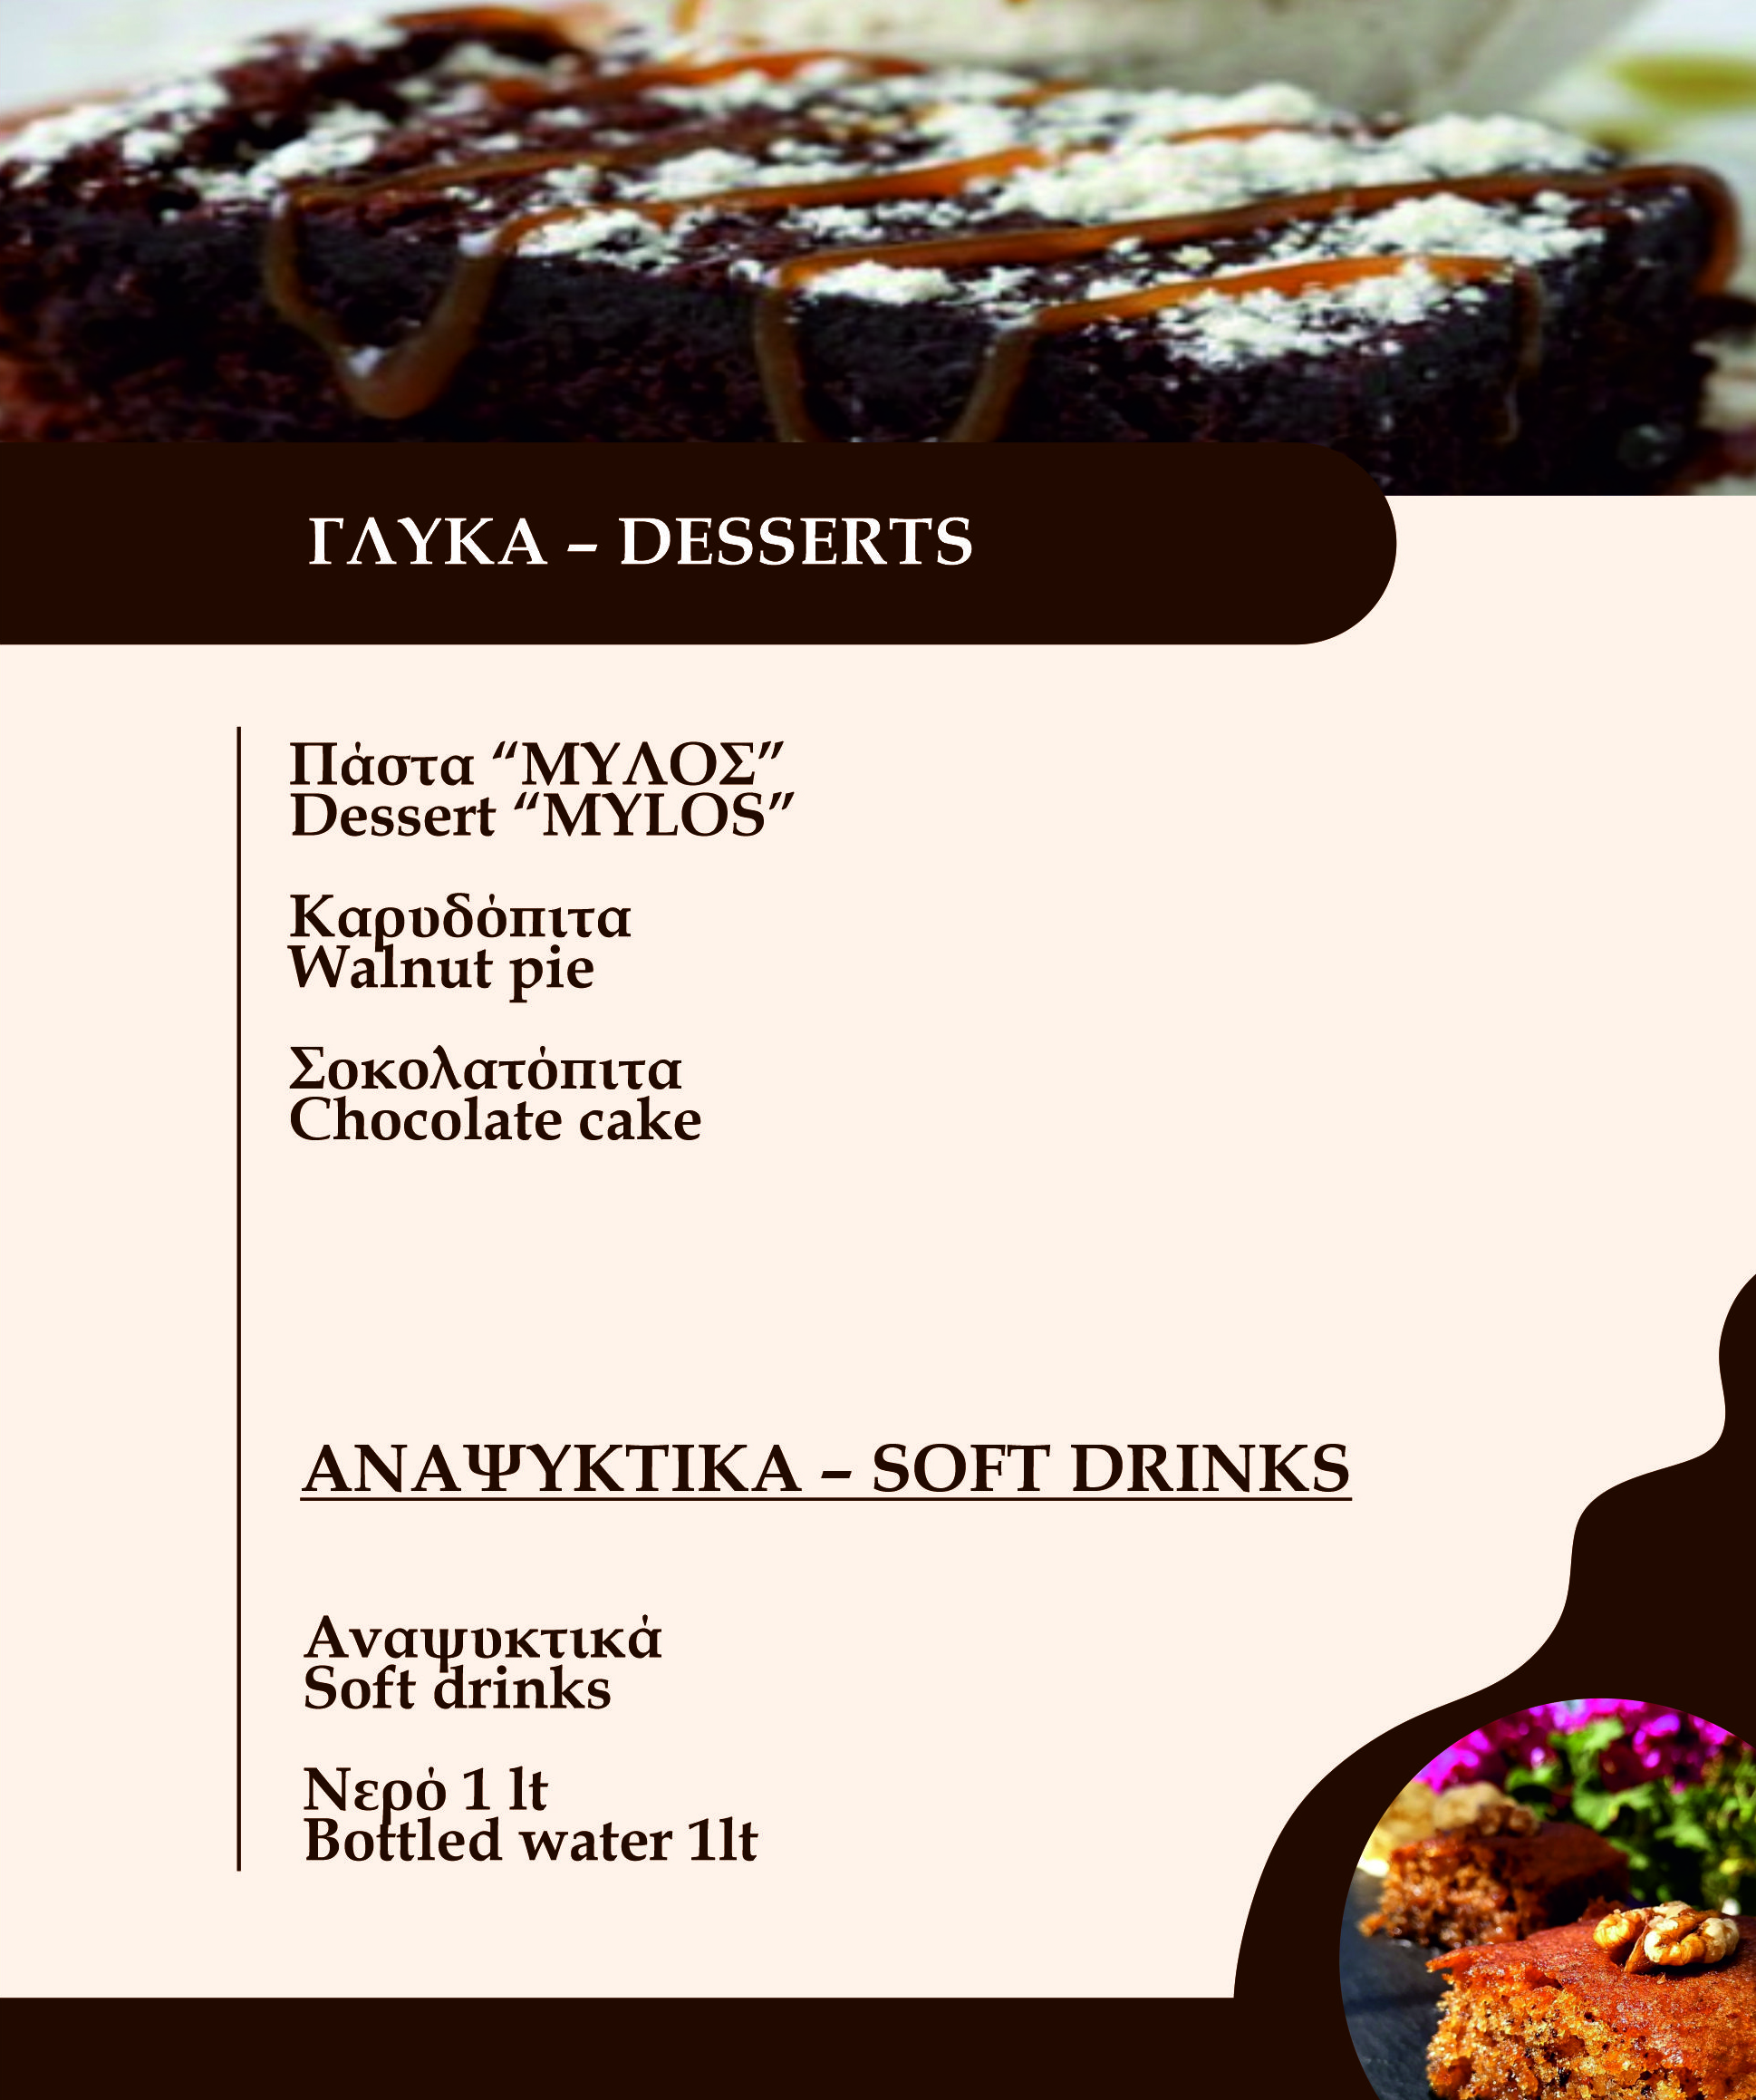 ΓΛΥΚΑ – DESSERTS
Πάστα “ΜΥΛΟΣ”
Dessert “MYLOS”
Καρυδόπιτα
Walnut pie
Σοκολατόπιτα
Chocolate cake
ΑΝΑΨΥΚΤΙΚΑ – SOFT DRINKS
Αναψυκτικά
Soft drinks
Νερό 1 lt
Bottled water 1lt